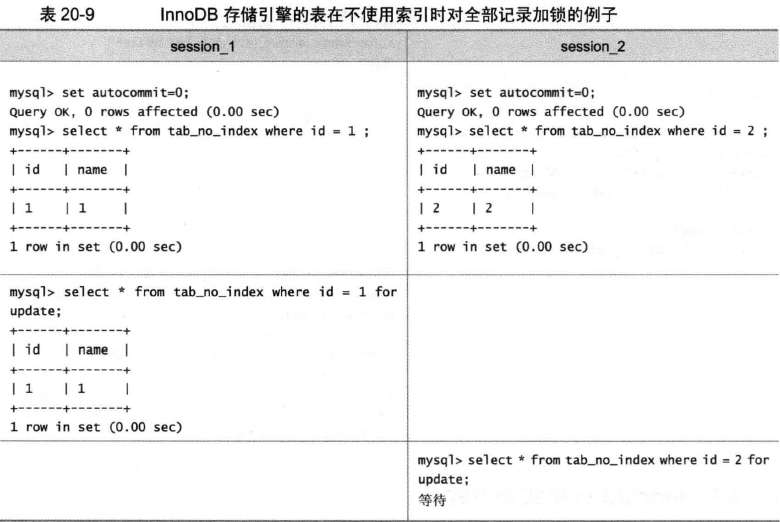 表 20-9 InnoDB 存储引擎的表在不使用索引时对全部记录加锁的例子
session_1
session_2
mysql> set autocommit=0;
Query OK, 0 rows affected (0.00 sec)
mysql> select * from tab_no_index where id = 1 ;
+------+-------+
| id | name |
+------+-------+
| 1 | 1 |
+------+-------+
1 row in set (0.00 sec)
mysql> set autocommit=0;
Query OK, 0 rows affected (0.00 sec)
mysql> select * from tab_no_index where id = 2 ;
+------+-------+
| id | name |
+------+-------+
| 2 | 2 |
+------+-------+
1 row in set (0.00 sec)
mysql> select * from tab_no_index where id = 1 for
update;
+------+-------+
| id | name |
+------+-------+
| 1 | 1 |
+------+-------+
1 row in set (0.00 sec)
mysql> select * from tab_no_index where id = 2 for
update;
等待